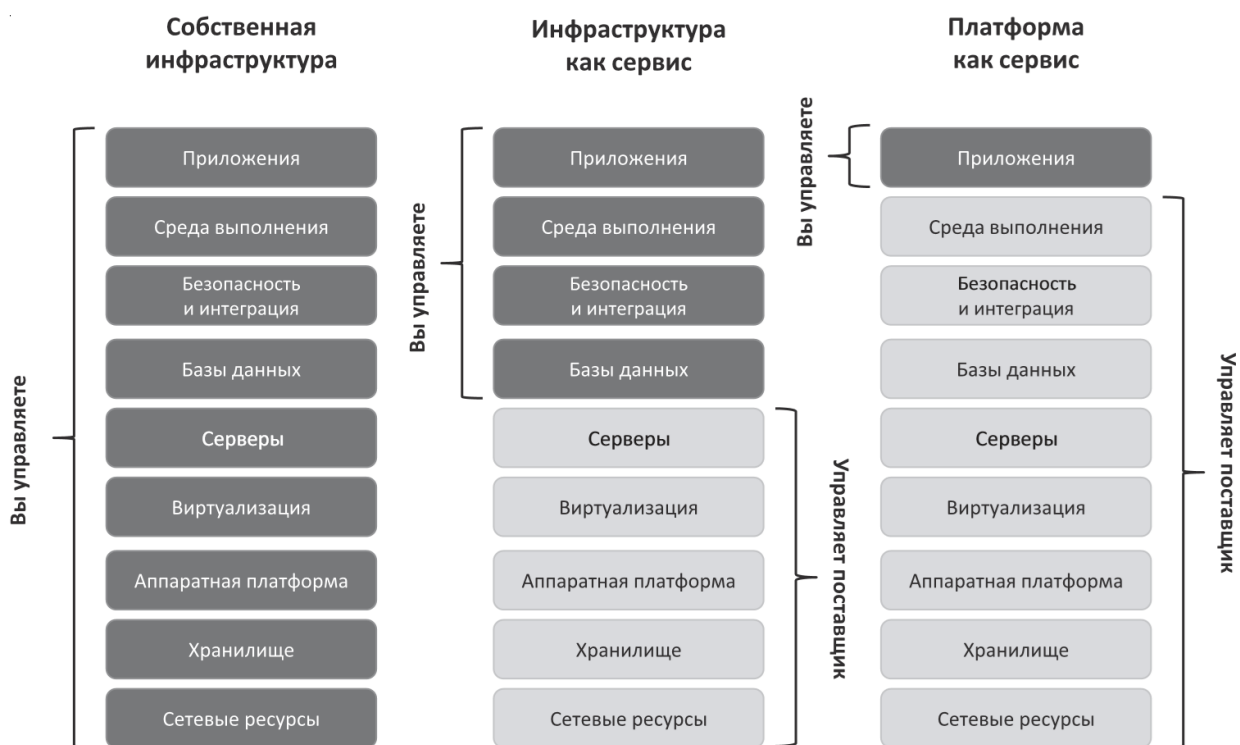 Собственная
инфраструктура
Вы управляете
Приложения
Среда выполнения
Безопасность
и интеграция
Базы данных
Серверы
Виртуализация
Аппаратная платформа
Хранилище
Сетевые ресурсы
Инфраструктура
как сервис
Вы управляете
Приложения
Среда выполнения
Безопасность
и интеграция
Базы данных
Серверы
Виртуализация
Аппаратная платформа
Хранилище
Сетевые ресурсы
Управляет поставщик
Платформа
как сервис
Вы управляете
Приложения
Среда выполнения
Безопасность
и интеграция
Базы данных
Серверы
Виртуализация
Аппаратная платформа
Хранилище
Сетевые ресурсы
Управляет поставщик